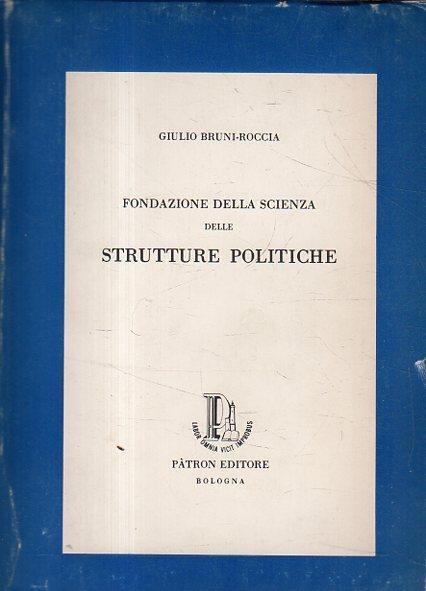 GIULIO BRUNI-ROCCIA
FONDAZIONE DELLA SCIENZA
DELLE
STRUTTURE POLITICHE
P
LABOR OMNIA VICIT IMPROBUS
PÀTRON EDITORE
BOLOGNA